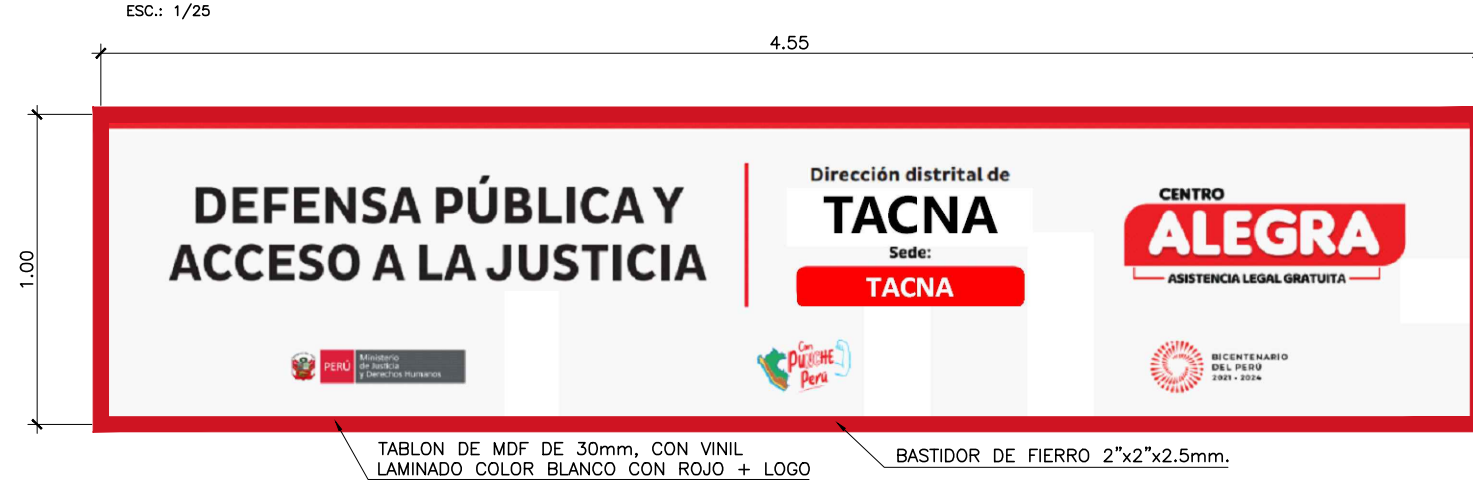 ESC.: 1/25
4.55
1.00
DEFENSA PÚBLICA Y
ACCESO A LA JUSTICIA
Dirección distrital de
TACNA
Sede:
TACNA
CENTRO
ALEGRA
ASISTENCIA LEGAL GRATUITA
PERÚ
Ministerio
de Justicia
y Derechos Humanos
Con
PUNCHE
Perú
BICENTENARIO
DEL PERÚ
2021 - 2024
TABLON DE MDF DE 30mm, CON VINIL
LAMINADO COLOR BLANCO CON ROJO + LOGO
BASTIDOR DE FIERRO 2"x2"x2.5mm.